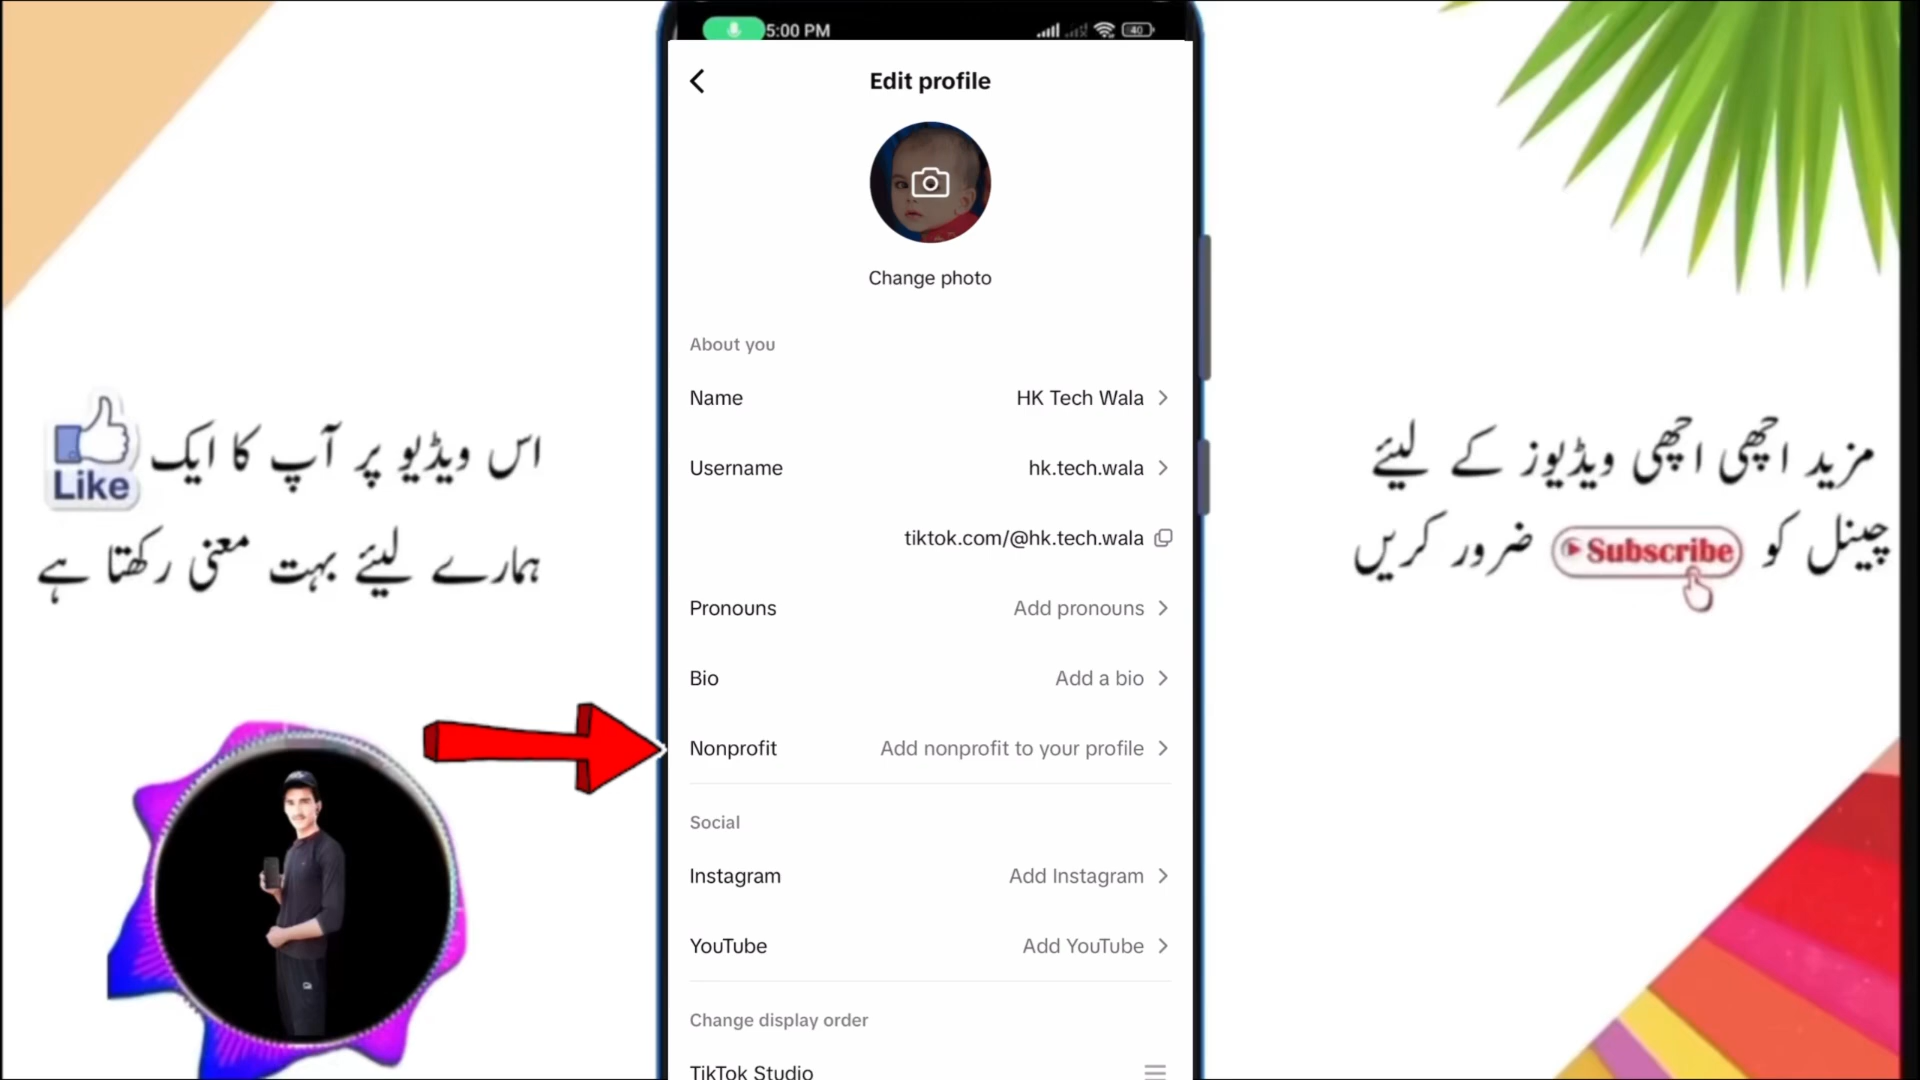 5:00 PM
40
Edit profile
Change photo
About you
Name HK Tech Wala
Username hk.tech.wala
tiktok.com/@hk.tech.wala
Pronouns Add pronouns
Bio Add a bio
Nonprofit Add nonprofit to your profile
Social
Instagram Add Instagram
YouTube Add YouTube
Change display order
TikTok Studio
اس ویڈیو پر آپ کا ایک Like
ہمارے لیئے بہت معنی رکھتا ہے
مزید اچھی اچھی ویڈیوز کے لیئے
چینل کو Subscribe ضرور کریں